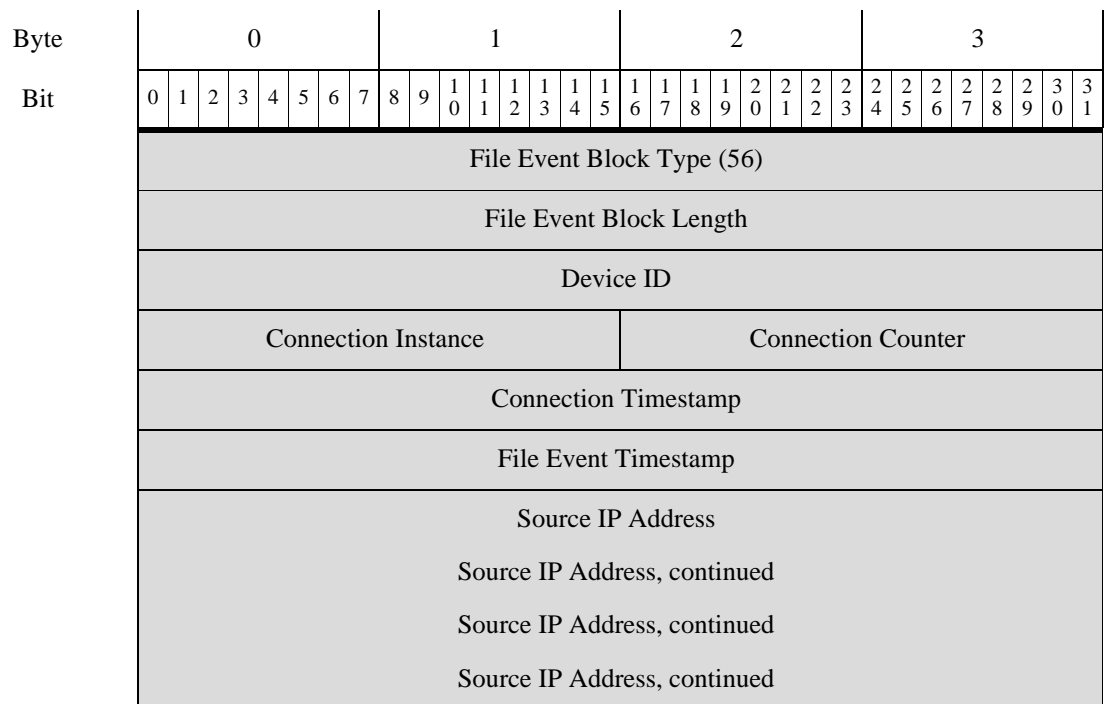 Byte 0 1 2 3
Bit 0 1 2 3 4 5 6 7 8 9 10 11 12 13 14 15 16 17 18 19 20 21 22 23 24 25 26 27 28 29 30 31
File Event Block Type (56)
File Event Block Length
Device ID
Connection Instance Connection Counter
Connection Timestamp
File Event Timestamp
Source IP Address
Source IP Address, continued
Source IP Address, continued
Source IP Address, continued